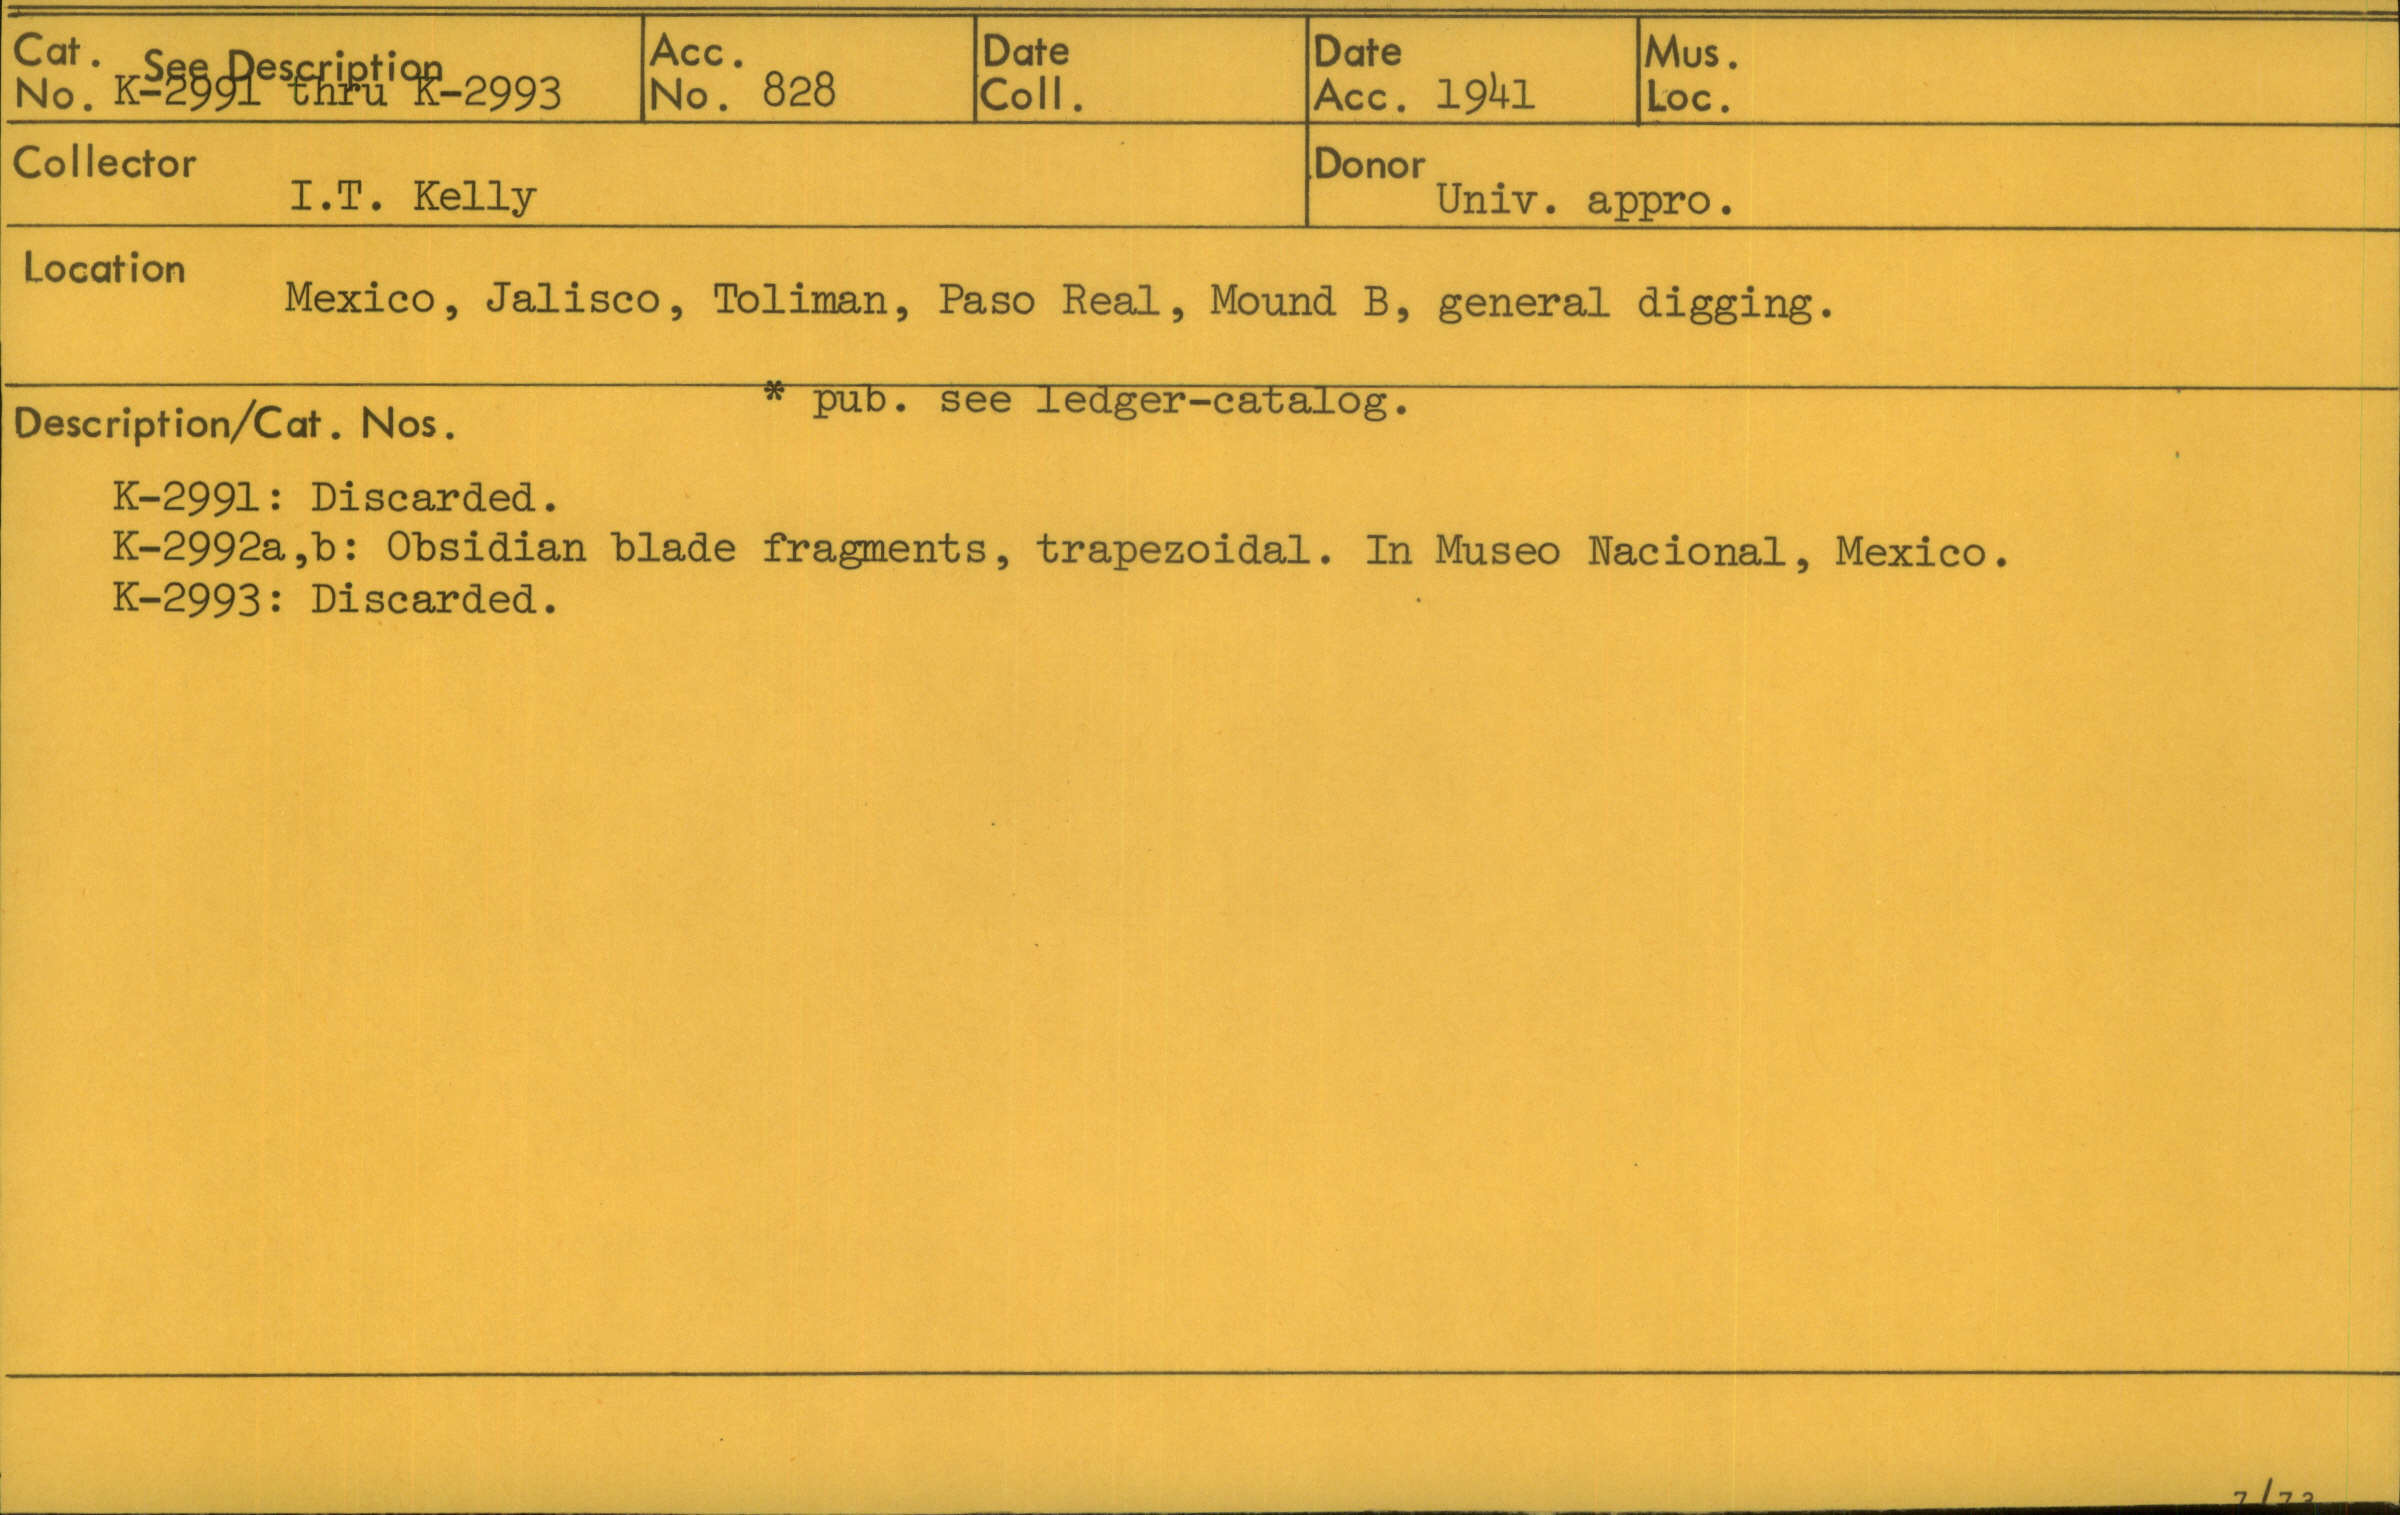 Cat. See Description
No. K-2991 thru K-2993
Acc.
No. 828
Date
Coll.
Date
Acc. 1941
Mus.
Loc.
Collector
I.T. Kelly
Donor
Univ. appro.
Location
Mexico, Jalisco, Toliman, Paso Real, Mound B, general digging.
* pub. see ledger-catalog.
Description/Cat. Nos.
K-2991: Discarded.
K-2992a,b: Obsidian blade fragments, trapezoidal. In Museo Nacional, Mexico.
K-2993: Discarded.